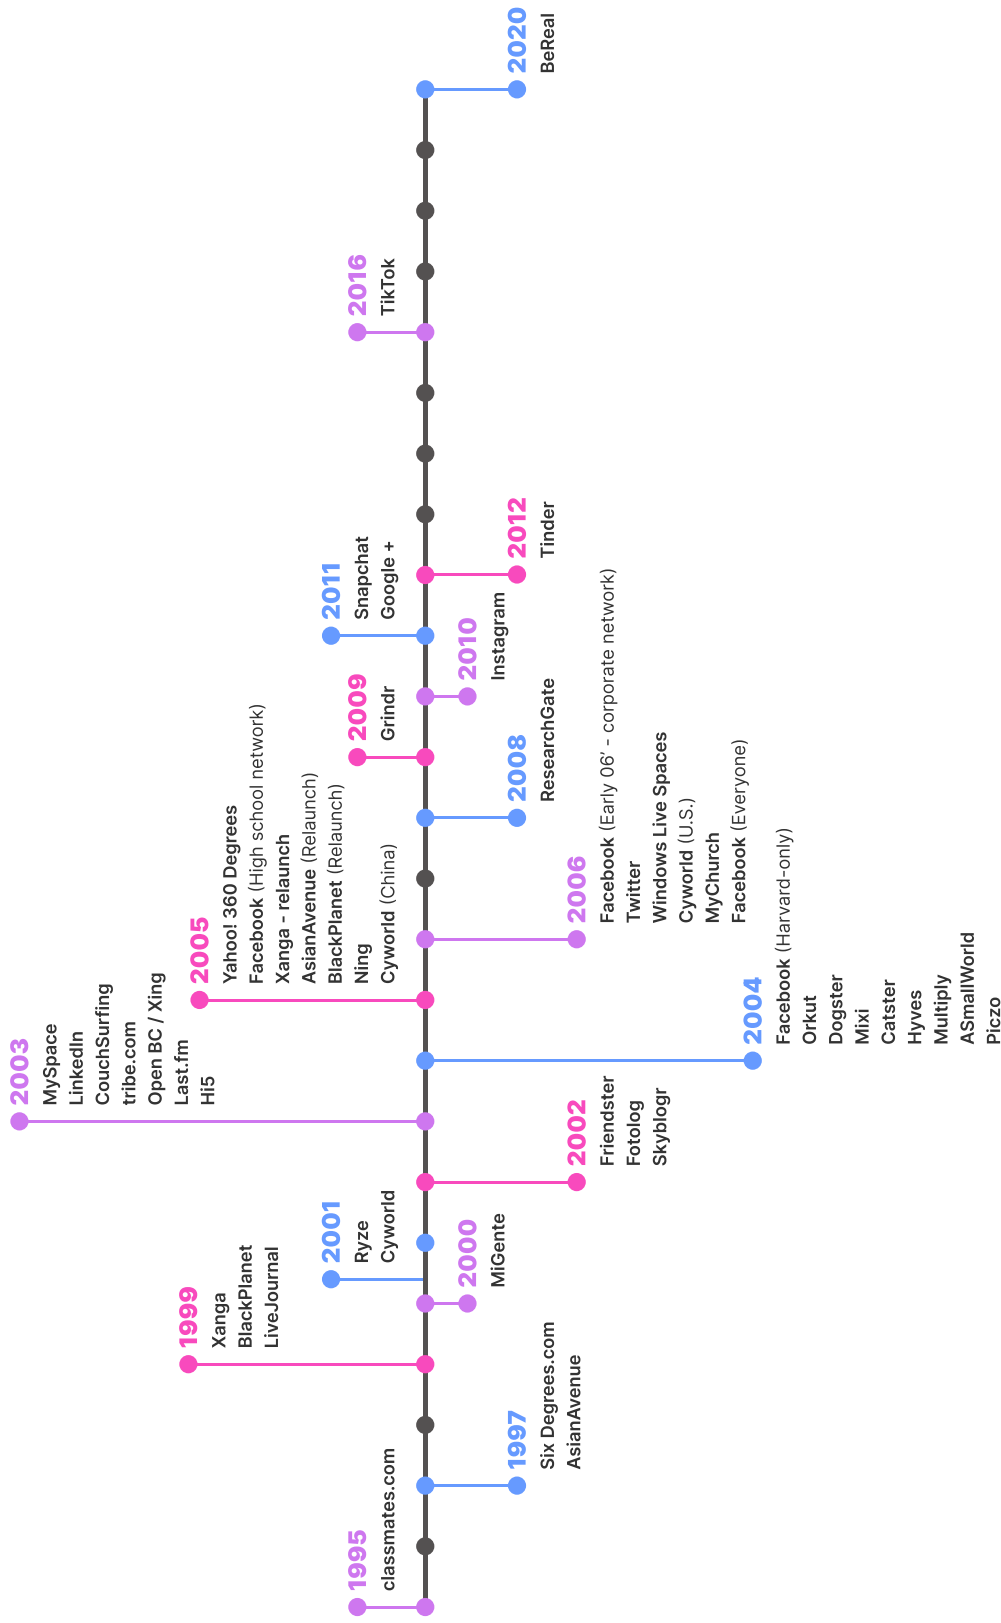 1995
classmates.com
1997
Six Degrees.com
AsianAvenue
1999
Xanga
BlackPlanet
LiveJournal
2000
MiGente
2001
Ryze
Cyworld
2002
Friendster
Fotolog
Skyblogr
2003
MySpace
LinkedIn
CouchSurfing
tribe.com
Open BC / Xing
Last.fm
Hi5
2004
Facebook (Harvard-only)
Orkut
Dogster
Mixi
Catster
Hyves
Multiply
ASmallWorld
Piczo
2005
Yahoo! 360 Degrees
Facebook (High school network)
Xanga - relaunch
AsianAvenue (Relaunch)
BlackPlanet (Relaunch)
Ning
Cyworld (China)
2006
Facebook (Early 06’ - corporate network)
Twitter
Windows Live Spaces
Cyworld (U.S.)
MyChurch
Facebook (Everyone)
2008
ResearchGate
2009
Grindr
2010
Instagram
2011
Snapchat
Google +
2012
Tinder
2016
TikTok
2020
BeReal